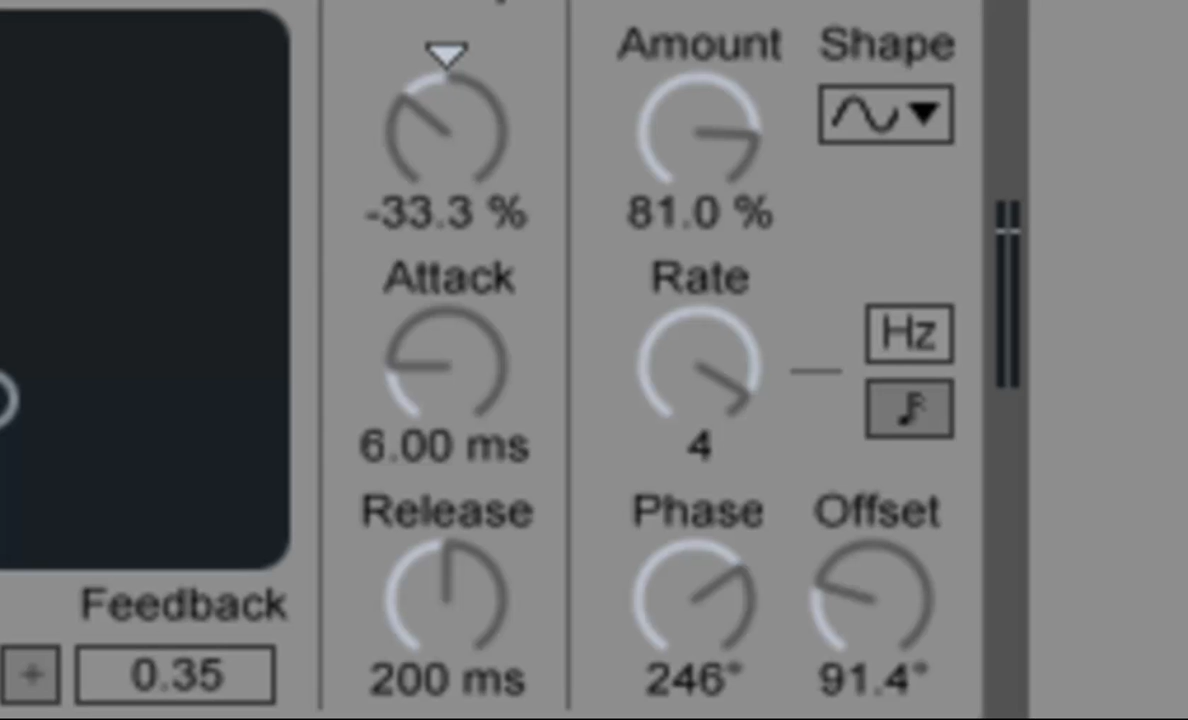 Amount Shape
-33.3 % 81.0 %
Attack Rate
Hz
6.00 ms 4
Release Phase Offset
Feedback
+ 0.35 200 ms 246° 91.4°